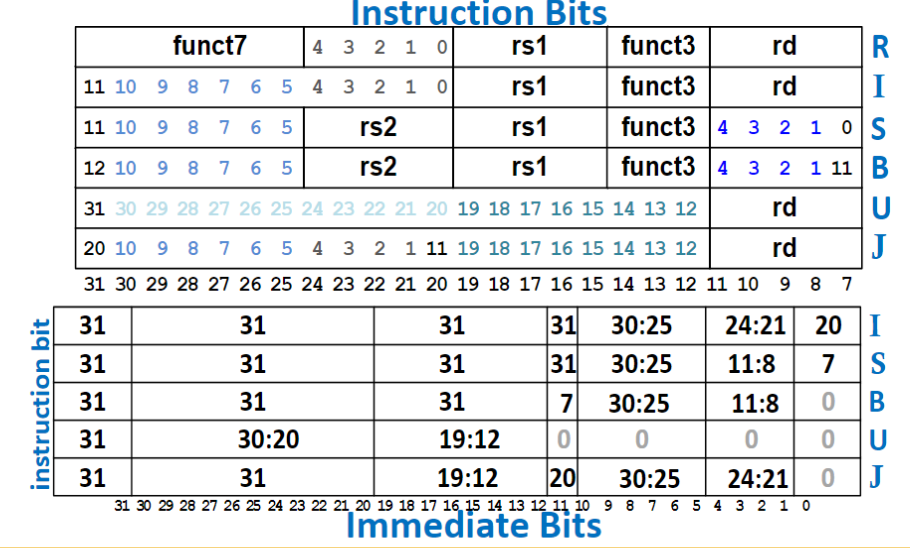 Instruction Bits
funct7 4 3 2 1 0 rs1 funct3 rd R
11 10 9 8 7 6 5 4 3 2 1 0 rs1 funct3 rd I
11 10 9 8 7 6 5 rs2 rs1 funct3 4 3 2 1 0 S
12 10 9 8 7 6 5 rs2 rs1 funct3 4 3 2 1 11 B
31 30 29 28 27 26 25 24 23 22 21 20 19 18 17 16 15 14 13 12 rd U
20 10 9 8 7 6 5 4 3 2 1 11 19 18 17 16 15 14 13 12 rd J
31 30 29 28 27 26 25 24 23 22 21 20 19 18 17 16 15 14 13 12 11 10 9 8 7
instruction bit
31 31 31 31 30:25 24:21 20 I
31 31 31 31 30:25 11:8 7 S
31 31 31 7 30:25 11:8 0 B
31 30:20 19:12 0 0 0 0 U
31 31 19:12 20 30:25 24:21 0 J
31 30 29 28 27 26 25 24 23 22 21 20 19 18 17 16 15 14 13 12 11 10 9 8 7 6 5 4 3 2 1 0
Immediate Bits